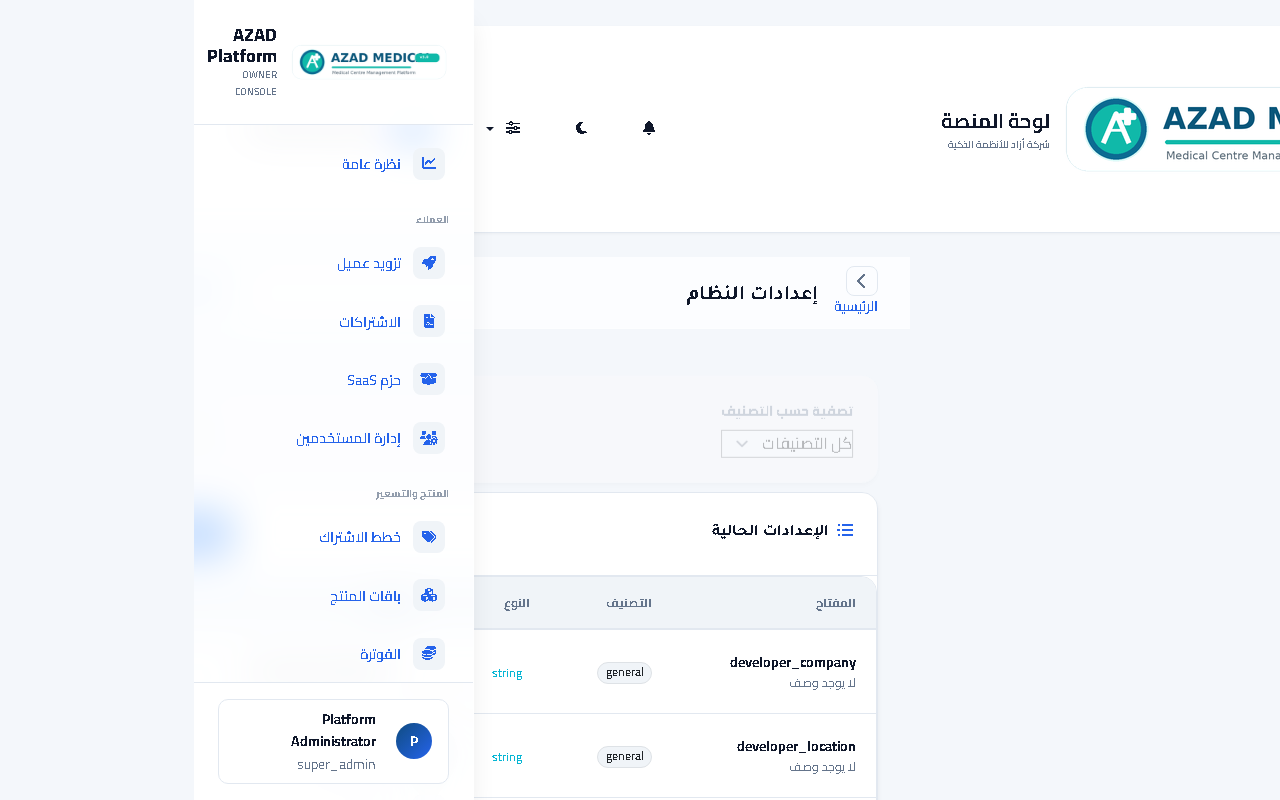 AZAD
Platform
OWNER
CONSOLE
AZAD MEDIC
Medical Centre Management Platform
نظرة عامة
العملاء
تزويد عميل
الاشتراكات
حزم SaaS
إدارة المستخدمين
المنتج والتسعير
خطط الاشتراك
باقات المنتج
الفوترة
P
Platform
Administrator
super_admin
AZAD M
Medical Centre Mana
لوحة المنصة
شركة أزاد للأنظمة الذكية
الرئيسية
إعدادات النظام
تصفية حسب التصنيف
كل التصنيفات
الإعدادات الحالية
المفتاح التصنيف النوع
developer_company general string
لا يوجد وصف
developer_location general string
لا يوجد وصف